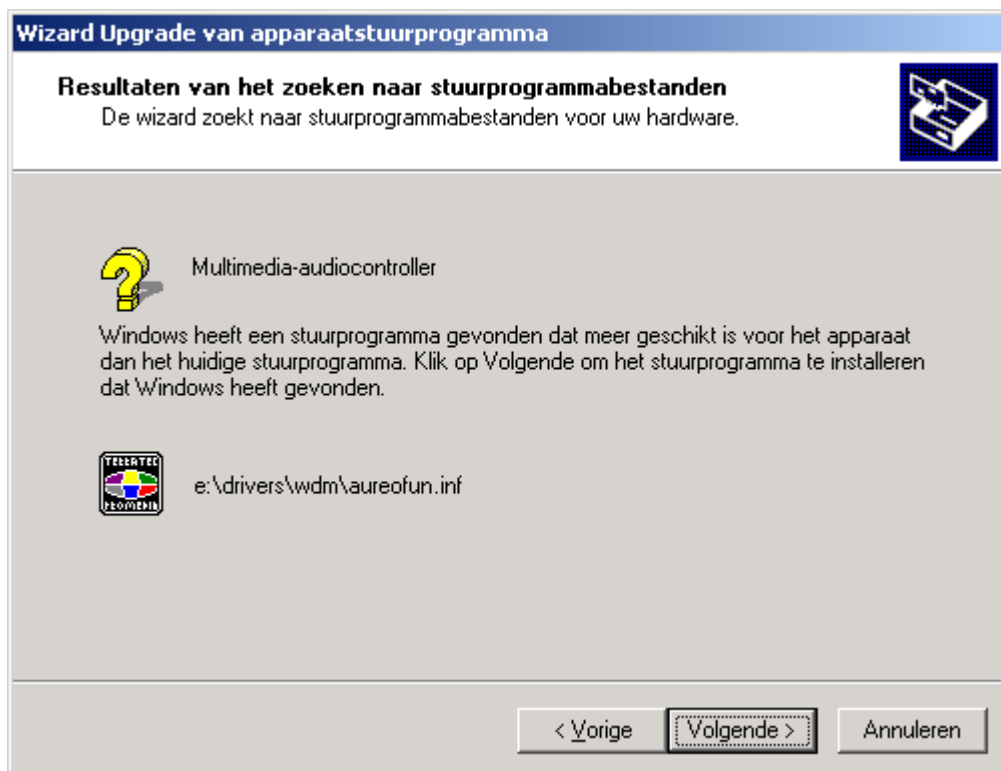 Wizard Upgrade van apparaatstuurprogramma
Resultaten van het zoeken naar stuurprogrammabestanden
De wizard zoekt naar stuurprogrammabestanden voor uw hardware.
Multimedia-audiocontroller
Windows heeft een stuurprogramma gevonden dat meer geschikt is voor het apparaat
dan het huidige stuurprogramma. Klik op Volgende om het stuurprogramma te installeren
dat Windows heeft gevonden.
TERRATEC
PROMEDIA
e:\drivers\wdm\aureofun.inf
< Vorige
Volgende >
Annuleren